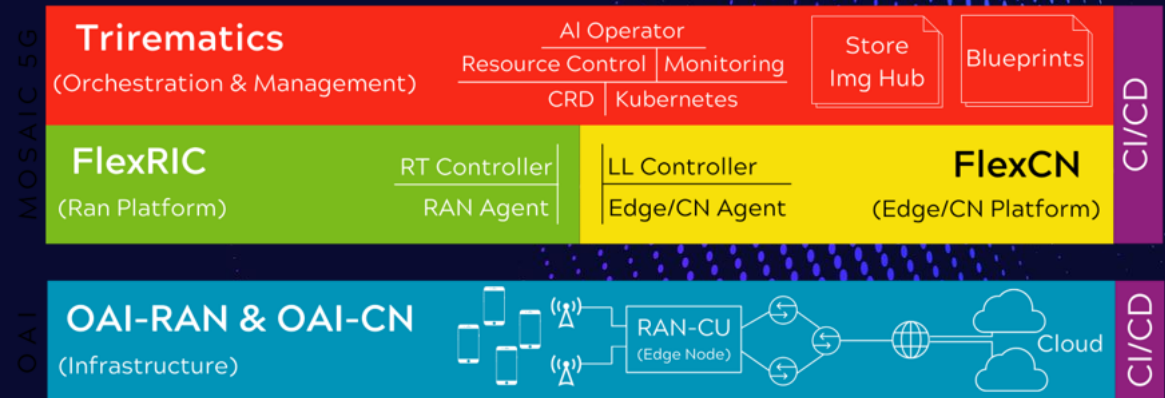 MOSAIC 5G
Trirematics
(Orchestration & Management)
AI Operator
Resource Control Monitoring
CRD Kubernetes
Store
Img Hub
Blueprints
CI/CD
FlexRIC
(Ran Platform)
RT Controller
RAN Agent
LL Controller
Edge/CN Agent
FlexCN
(Edge/CN Platform)
OAI
OAI-RAN & OAI-CN
(Infrastructure)
RAN-CU
(Edge Node)
Cloud
CI/CD